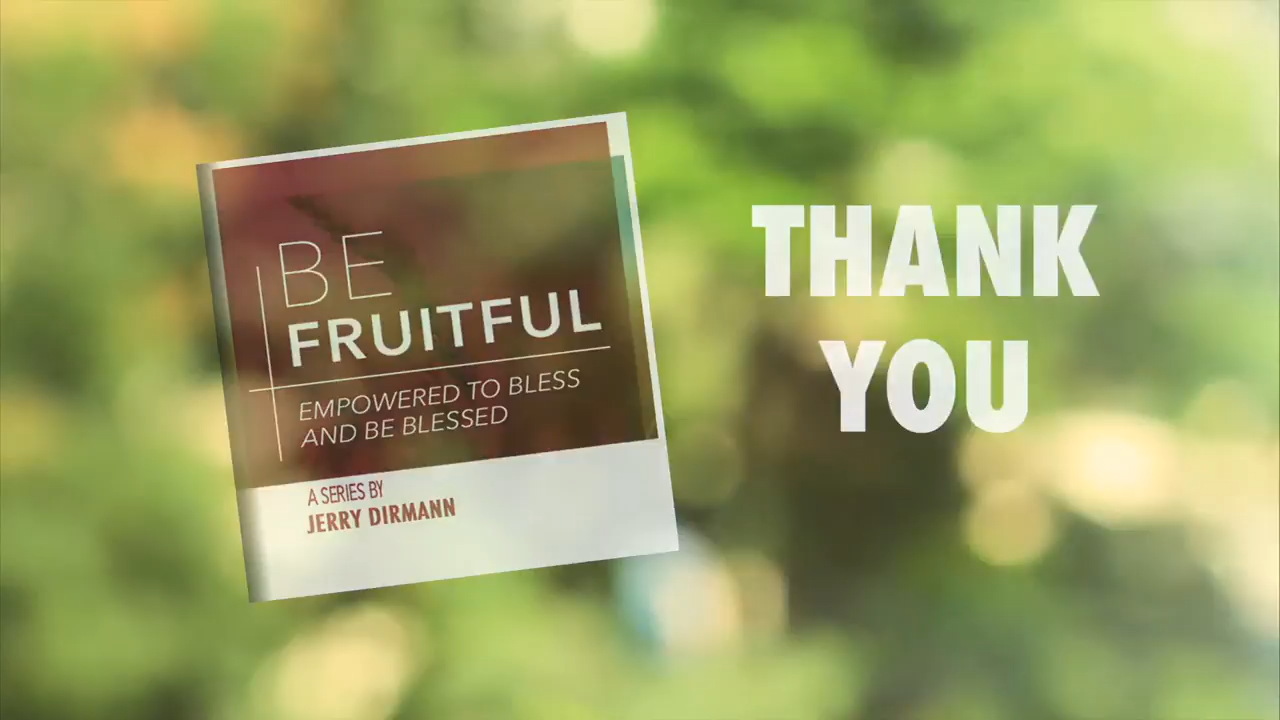 BE
FRUITFUL
EMPOWERED TO BLESS
AND BE BLESSED
A SERIES BY
JERRY DIRMANN
THANK
YOU